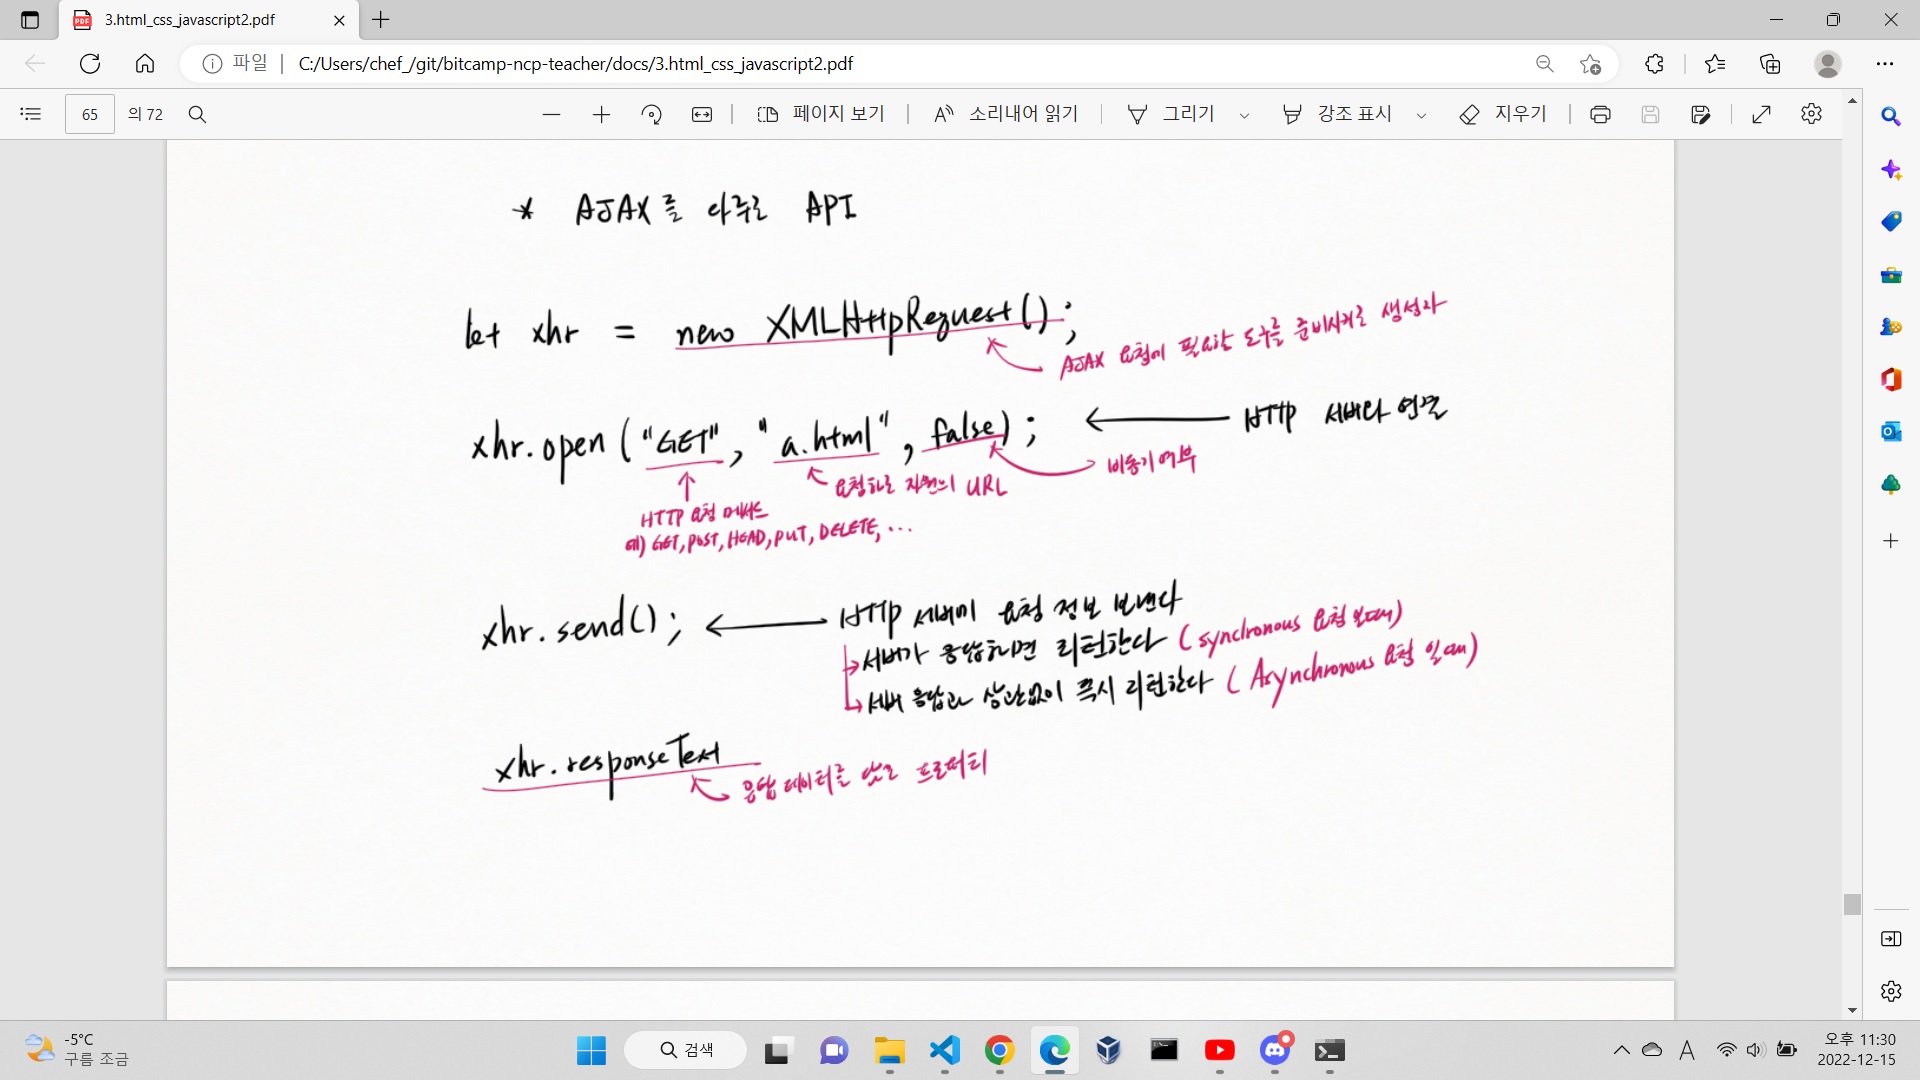 3.html_css_javascript2.pdf
파일 C:/Users/chef_/git/bitcamp-ncp-teacher/docs/3.html_css_javascript2.pdf
65 의 72 페이지 보기 소리내어 읽기 그리기 강조 표시 지우기
* AJAX를 다루는 API
let xhr = new XMLHttpRequest();
AJAX 요청에 필요한 도구를 준비시키는 생성자
xhr.open("GET", "a.html", false); HTTP 서버와 연결
비동기여부
요청하는 자원의 URL
HTTP 요청 메서드
예) GET, POST, HEAD, PUT, DELETE, ...
xhr.send(); HTTP 서버에 요청 정보 보낸다
서버가 응답하면 리턴한다 (synchronous 요청 일때)
서버 응답과 상관없이 즉시 리턴한다 (Asynchronous 요청 일때)
xhr.responseText
응답 데이터를 담은 프로퍼티
-5°C
구름 조금
검색
A
오후 11:30
2022-12-15